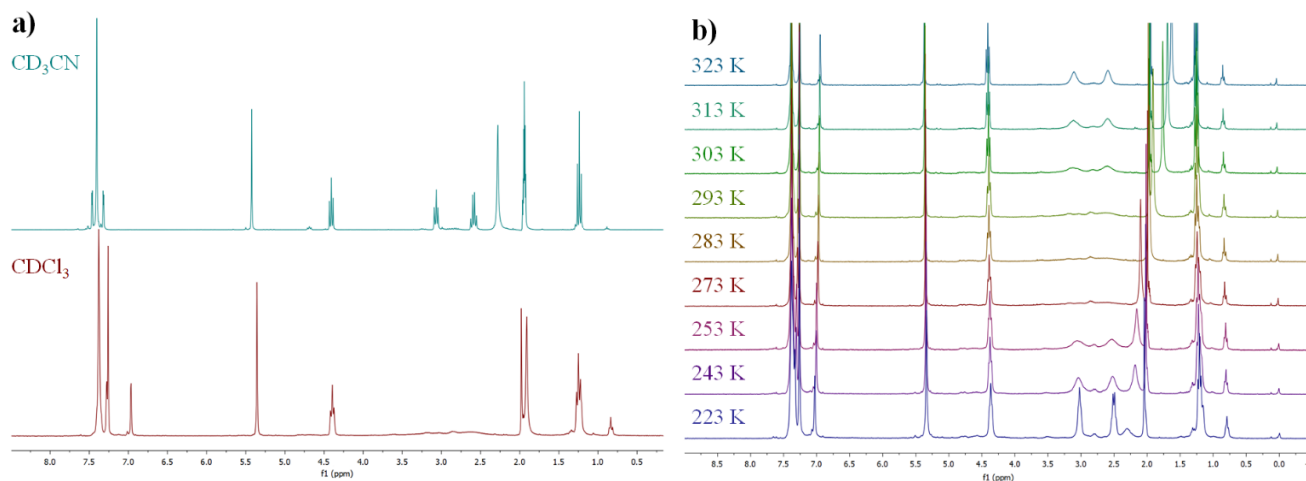 a)
CD₃CN
CDCl₃
8.0 7.5 7.0 6.5 6.0 5.5 5.0 4.5 4.0 3.5 3.0 2.5 2.0 1.5 1.0 0.5
f1 (ppm)
b)
323 K
313 K
303 K
293 K
283 K
273 K
253 K
243 K
223 K
8.5 8.0 7.5 7.0 6.5 6.0 5.5 5.0 4.5 4.0 3.5 3.0 2.5 2.0 1.5 1.0 0.5 0.0
f1 (ppm)